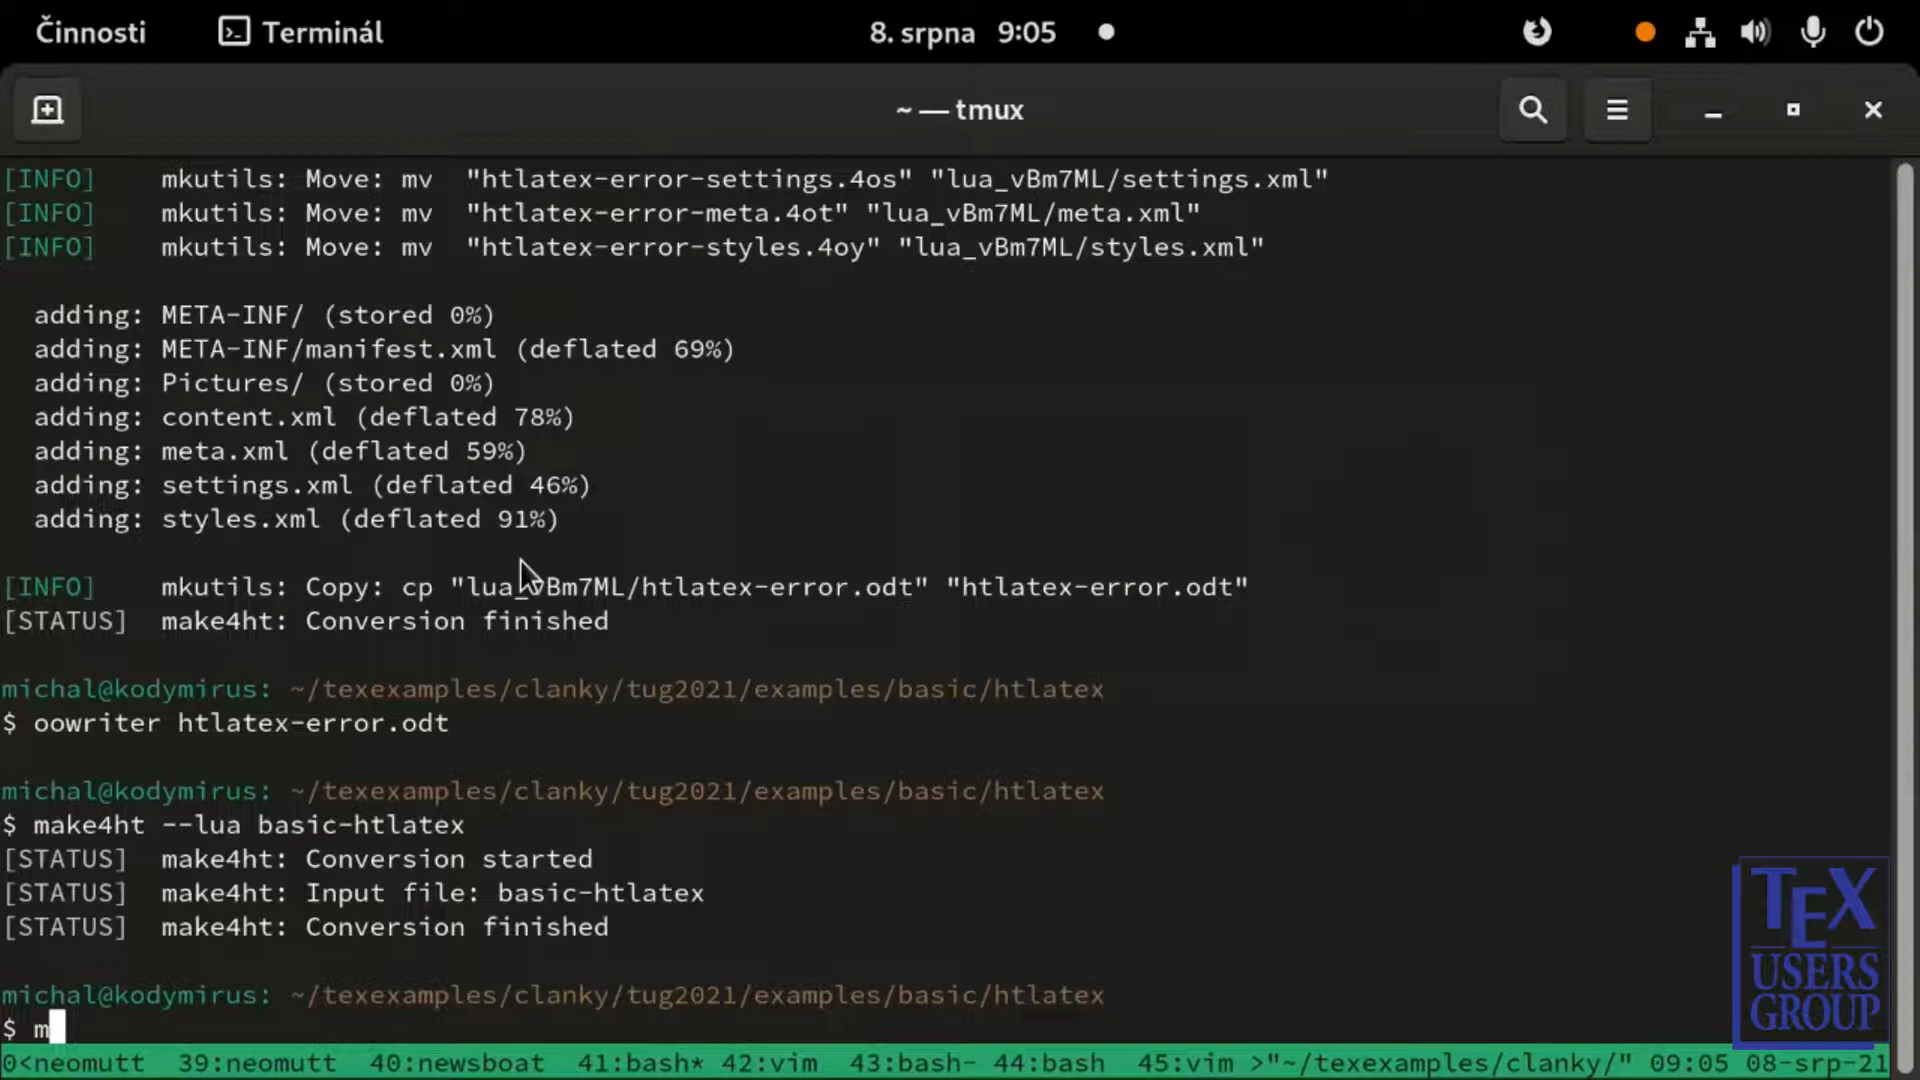 Činnosti Terminál 8. srpna 9:05
~ — tmux
[INFO] mkutils: Move: mv "htlatex-error-settings.4os" "lua_vBm7ML/settings.xml"
[INFO] mkutils: Move: mv "htlatex-error-meta.4ot" "lua_vBm7ML/meta.xml"
[INFO] mkutils: Move: mv "htlatex-error-styles.4oy" "lua_vBm7ML/styles.xml"
adding: META-INF/ (stored 0%)
adding: META-INF/manifest.xml (deflated 69%)
adding: Pictures/ (stored 0%)
adding: content.xml (deflated 78%)
adding: meta.xml (deflated 59%)
adding: settings.xml (deflated 46%)
adding: styles.xml (deflated 91%)
[INFO] mkutils: Copy: cp "lua_vBm7ML/htlatex-error.odt" "htlatex-error.odt"
[STATUS] make4ht: Conversion finished
michal@kodymirus: ~/texexamples/clanky/tug2021/examples/basic/htlatex
$ oowriter htlatex-error.odt
michal@kodymirus: ~/texexamples/clanky/tug2021/examples/basic/htlatex
$ make4ht --lua basic-htlatex
[STATUS] make4ht: Conversion started
[STATUS] make4ht: Input file: basic-htlatex
[STATUS] make4ht: Conversion finished
michal@kodymirus: ~/texexamples/clanky/tug2021/examples/basic/htlatex
$ m
0<neomutt 39:neomutt 40:newsboat 41:bash* 42:vim 43:bash- 44:bash 45:vim >"~/texexamples/clanky/" 09:05 08-srp-21
TEX
USERS
GROUP